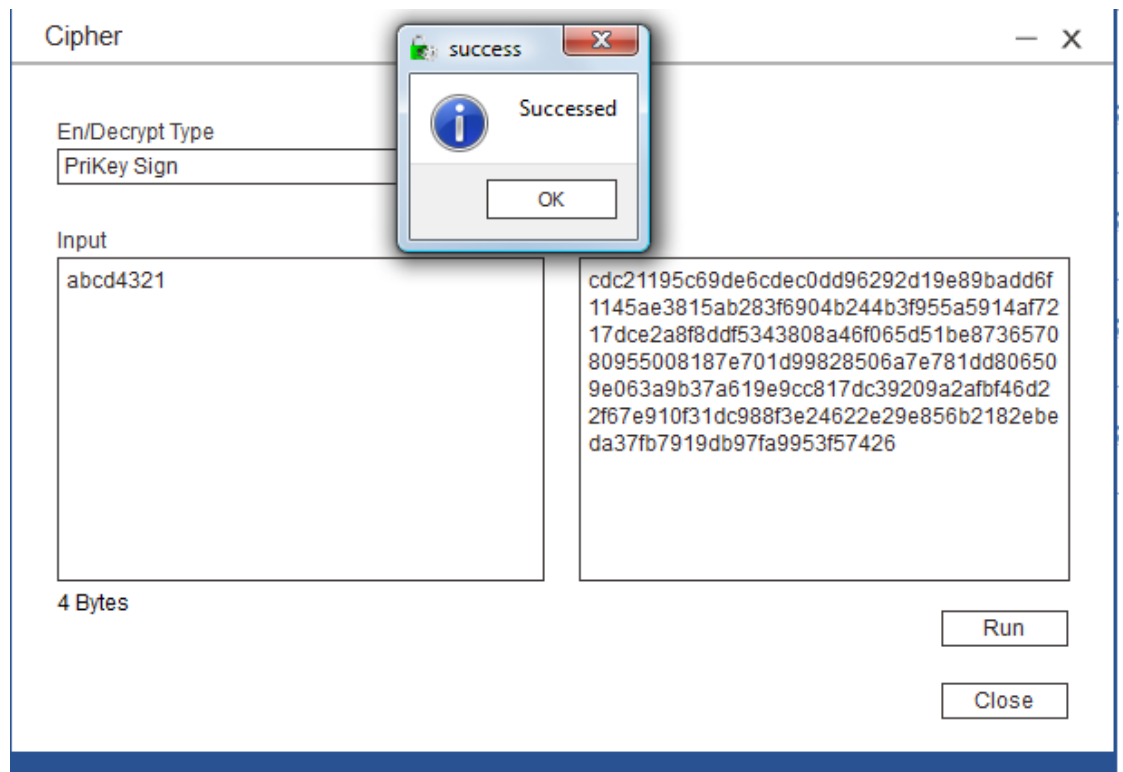 Cipher
success
Successed
OK
En/Decrypt Type
PriKey Sign
Input
abcd4321
cdc21195c69de6cdec0dd96292d19e89badd6f
1145ae3815ab283f6904b244b3f955a5914af72
17dce2a8f8ddf5343808a46f065d51be8736570
80955008187e701d99828506a7e781dd80650
9e063a9b37a619e9cc817dc39209a2afbf46d2
2f67e910f31dc988f3e24622e29e856b2182ebe
da37fb7919db97fa9953f57426
4 Bytes
Run
Close